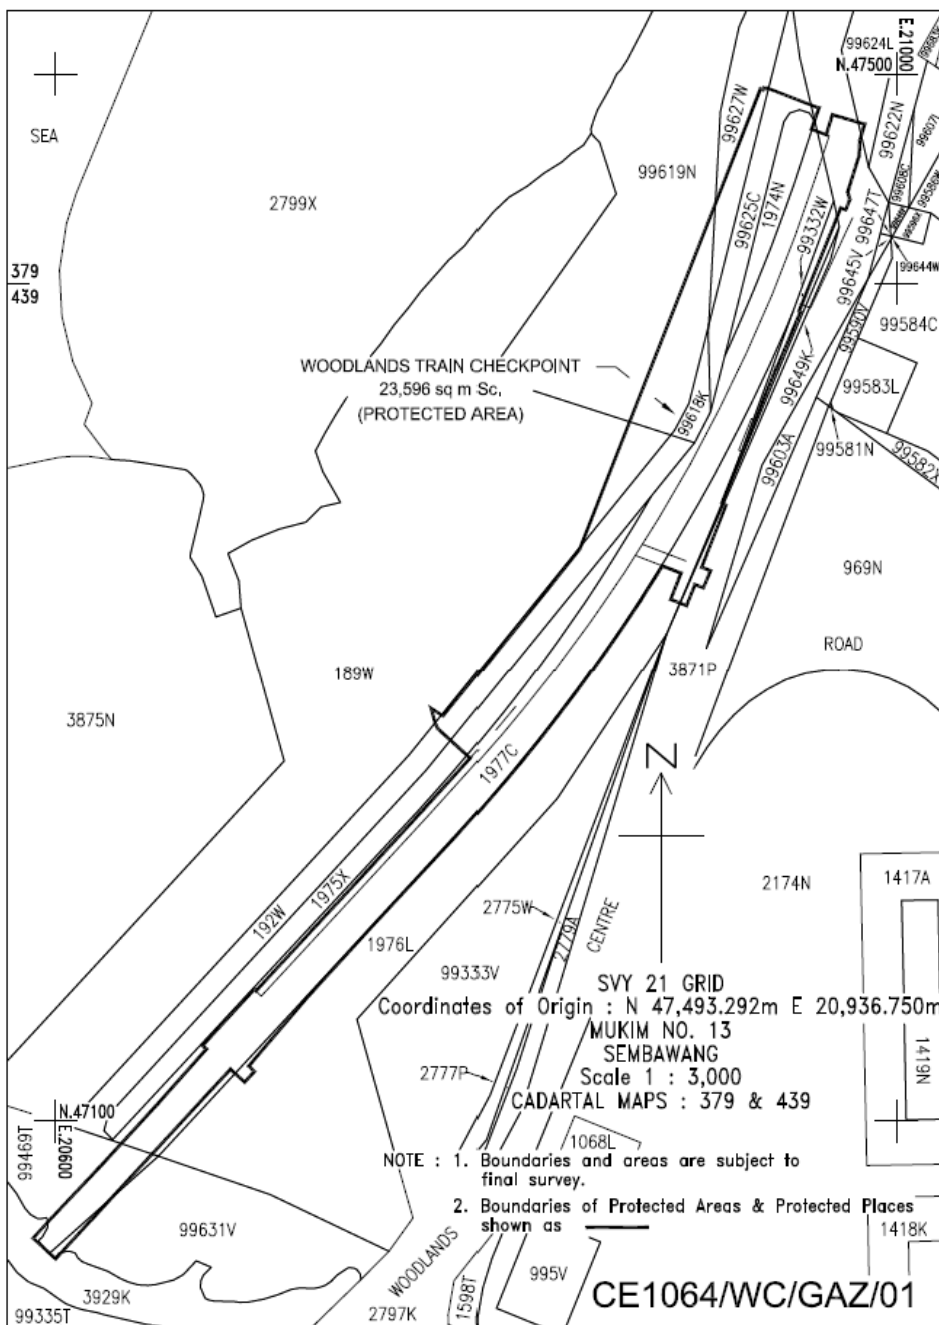 99624L
E.21000
N.47500
99627W
99622N
99607L
SEA
99619N
99608C
99586W
2799X
99625C
1974N
99332W
99647T
99645V
99644W
379
439
99590V
99584C
WOODLANDS TRAIN CHECKPOINT
23,596 sq m Sc.
(PROTECTED AREA)
99618K
99649K
99583L
99603A
99581N
99582X
969N
ROAD
189W
3871P
3875N
N
1977C
2174N
1417A
192W
1975X
2775W
2779A
CENTRE
1976L
99333V
SVY 21 GRID
Coordinates of Origin : N 47,493.292m E 20,936.750m
MUKIM NO. 13
SEMBAWANG
Scale 1 : 3,000
CADARTAL MAPS : 379 & 439
1419N
2777P
N.47100
E.20600
99469T
1068L
NOTE : 1. Boundaries and areas are subject to
final survey.
2. Boundaries of Protected Areas & Protected Places
shown as
99631V
1418K
WOODLANDS
995V
1598T
3929K
99335T
2797K
CE1064/WC/GAZ/01